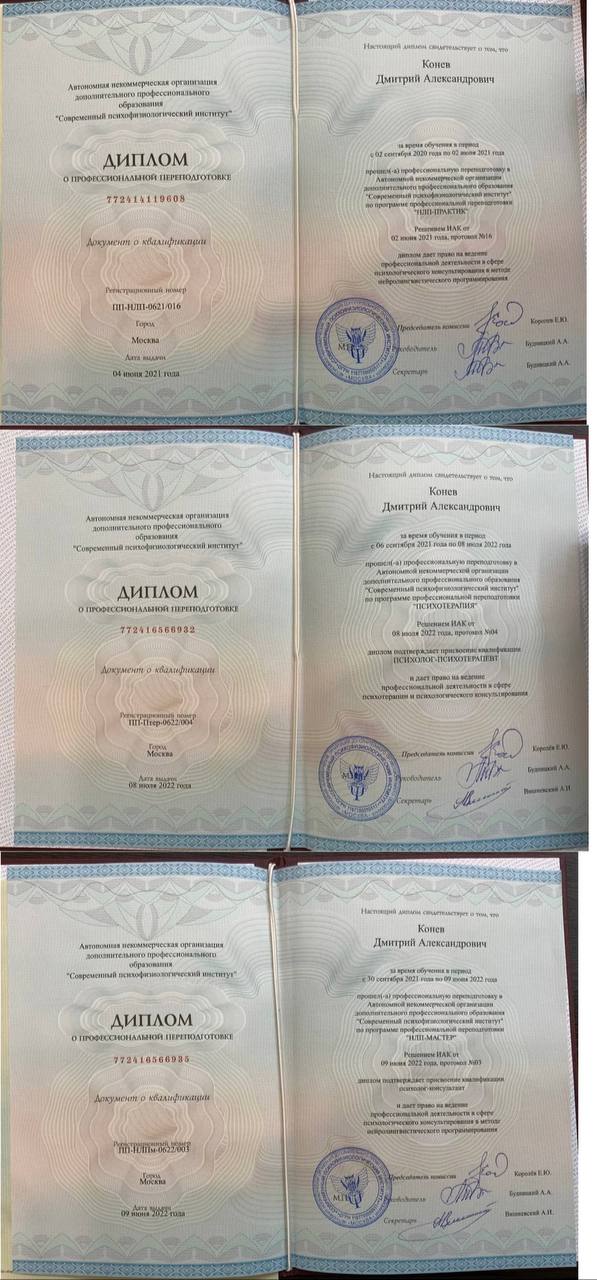 Автономная некоммерческая организация
дополнительного профессионального
образования
"Современный психофизиологический институт"
ДИПЛОМ
О ПРОФЕССИОНАЛЬНОЙ ПЕРЕПОДГОТОВКЕ
772414119608
Документ о квалификации
Регистрационный номер
ПП-НЛП-0621/016
Город
Москва
Дата выдачи
04 июня 2021 года
Настоящий диплом свидетельствует о том, что
Конев
Дмитрий Александрович
за время обучения в период
с 02 сентября 2020 года по 02 июня 2021 года
прошел(-а) профессиональную переподготовку в
Автономной некоммерческой организации
дополнительного профессионального образования
"Современный психофизиологический институт"
по программе профессиональной переподготовки
"НЛП-ПРАКТИК"
Решением ИАК от
02 июня 2021 года, протокол №16
диплом дает право на ведение
профессиональной деятельности в сфере
психологического консультирования в методе
нейролингвистического программирования
М.П.
Председатель комиссии
Королев Е.Ю.
Руководитель
Будницкий А.А.
Секретарь
Будницкий А.А.
Автономная некоммерческая организация
дополнительного профессионального
образования
"Современный психофизиологический институт"
ДИПЛОМ
О ПРОФЕССИОНАЛЬНОЙ ПЕРЕПОДГОТОВКЕ
772416566932
Документ о квалификации
Регистрационный номер
ПП-Птер-0622/004
Город
Москва
Дата выдачи
08 июля 2022 года
Настоящий диплом свидетельствует о том, что
Конев
Дмитрий Александрович
за время обучения в период
с 06 сентября 2021 года по 08 июля 2022 года
прошел(-а) профессиональную переподготовку в
Автономной некоммерческой организации
дополнительного профессионального образования
"Современный психофизиологический институт"
по программе профессиональной переподготовки
"ПСИХОТЕРАПИЯ"
Решением ИАК от
08 июля 2022 года, протокол №04
диплом подтверждает присвоение квалификации
ПСИХОЛОГ-ПСИХОТЕРАПЕВТ
и дает право на ведение
профессиональной деятельности в сфере
психотерапии и психологического консультирования
М.П.
Председатель комиссии
Королёв Е.Ю.
Руководитель
Будницкий А.А.
Секретарь
Вишневский А.И.
Автономная некоммерческая организация
дополнительного профессионального
образования
"Современный психофизиологический институт"
ДИПЛОМ
О ПРОФЕССИОНАЛЬНОЙ ПЕРЕПОДГОТОВКЕ
772416566935
Документ о квалификации
Регистрационный номер
ПП-НЛПм-0622/003
Город
Москва
Дата выдачи
09 июня 2022 года
Настоящий диплом свидетельствует о том, что
Конев
Дмитрий Александрович
за время обучения в период
с 30 сентября 2021 года по 09 июня 2022 года
прошел(-а) профессиональную переподготовку в
Автономной некоммерческой организации
дополнительного профессионального образования
"Современный психофизиологический институт"
по программе профессиональной переподготовки
"НЛП-МАСТЕР"
Решением ИАК от
09 июня 2022 года, протокол №03
диплом подтверждает присвоение квалификации
психолог-консультант
и дает право на ведение
профессиональной деятельности в сфере
психологического консультирования в методе
нейролингвистического программирования
М.П.
Председатель комиссии
Королёв Е.Ю.
Руководитель
Будницкий А.А.
Секретарь
Вишневский А.И.